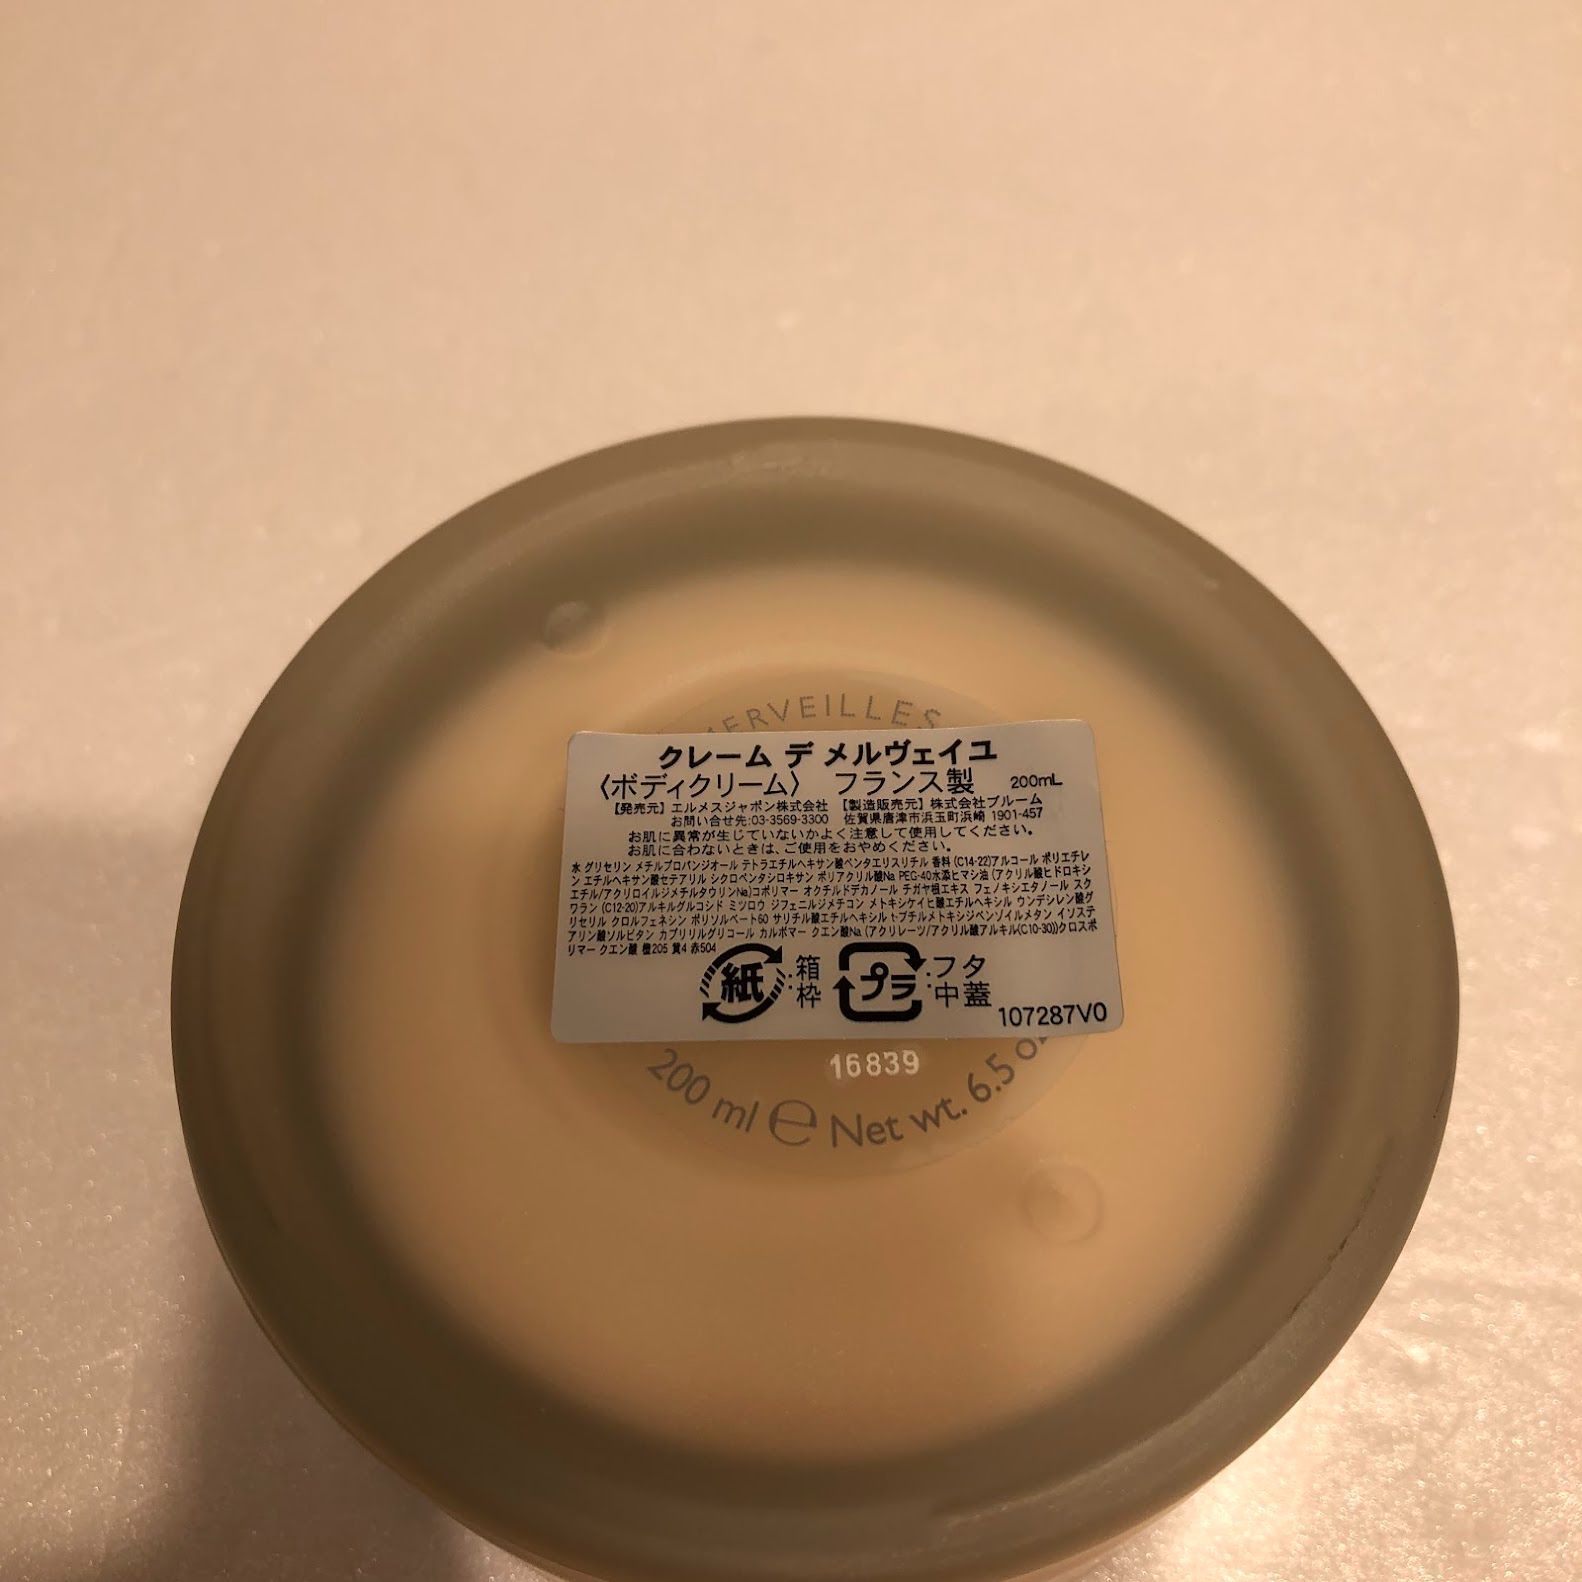 MERVEILLES
クレーム デ メルヴェイユ
〈ボディクリーム〉 フランス製 200mL
【発売元】エルメスジャポン株式会社 【製造販売元】株式会社ブルーム
お問い合せ先:03-3569-3300 佐賀県唐津市浜玉町浜崎 1901-457
お肌に異常が生じていないかよく注意して使用してください。
お肌に合わないときは、ご使用をおやめください。
水 グリセリン メチルプロパンジオール テトラエチルヘキサン酸ペンタエリスリチル 香料 (C14-22)アルコール ポリエチレ
ン エチルヘキサン酸セテアリル シクロペンタシロキサン ポリアクリル酸Na PEG-40水添ヒマシ油 (アクリル酸ヒドロキシ
エチル/アクリロイルジメチルタウリンNa)コポリマー オクチルドデカノール チガヤ根エキス フェノキシエタノール スク
ワラン (C12-20)アルキルグルコシド ミツロウ ジフェニルジメチコン メトキシケイヒ酸エチルヘキシル ウンデシレン酸グ
リセリル クロルフェネシン ポリソルベート60 サリチル酸エチルヘキシル t-ブチルメトキシジベンゾイルメタン イソステ
アリン酸ソルビタン カプリリルグリコール カルボマー クエン酸Na (アクリレーツ/アクリル酸アルキル(C10-30))クロスポ
リマー クエン酸 橙205 黄4 赤504
紙 :箱 プラ :フタ
枠 中蓋
107287V0
16839
200 ml ℮ Net wt. 6.5 oz